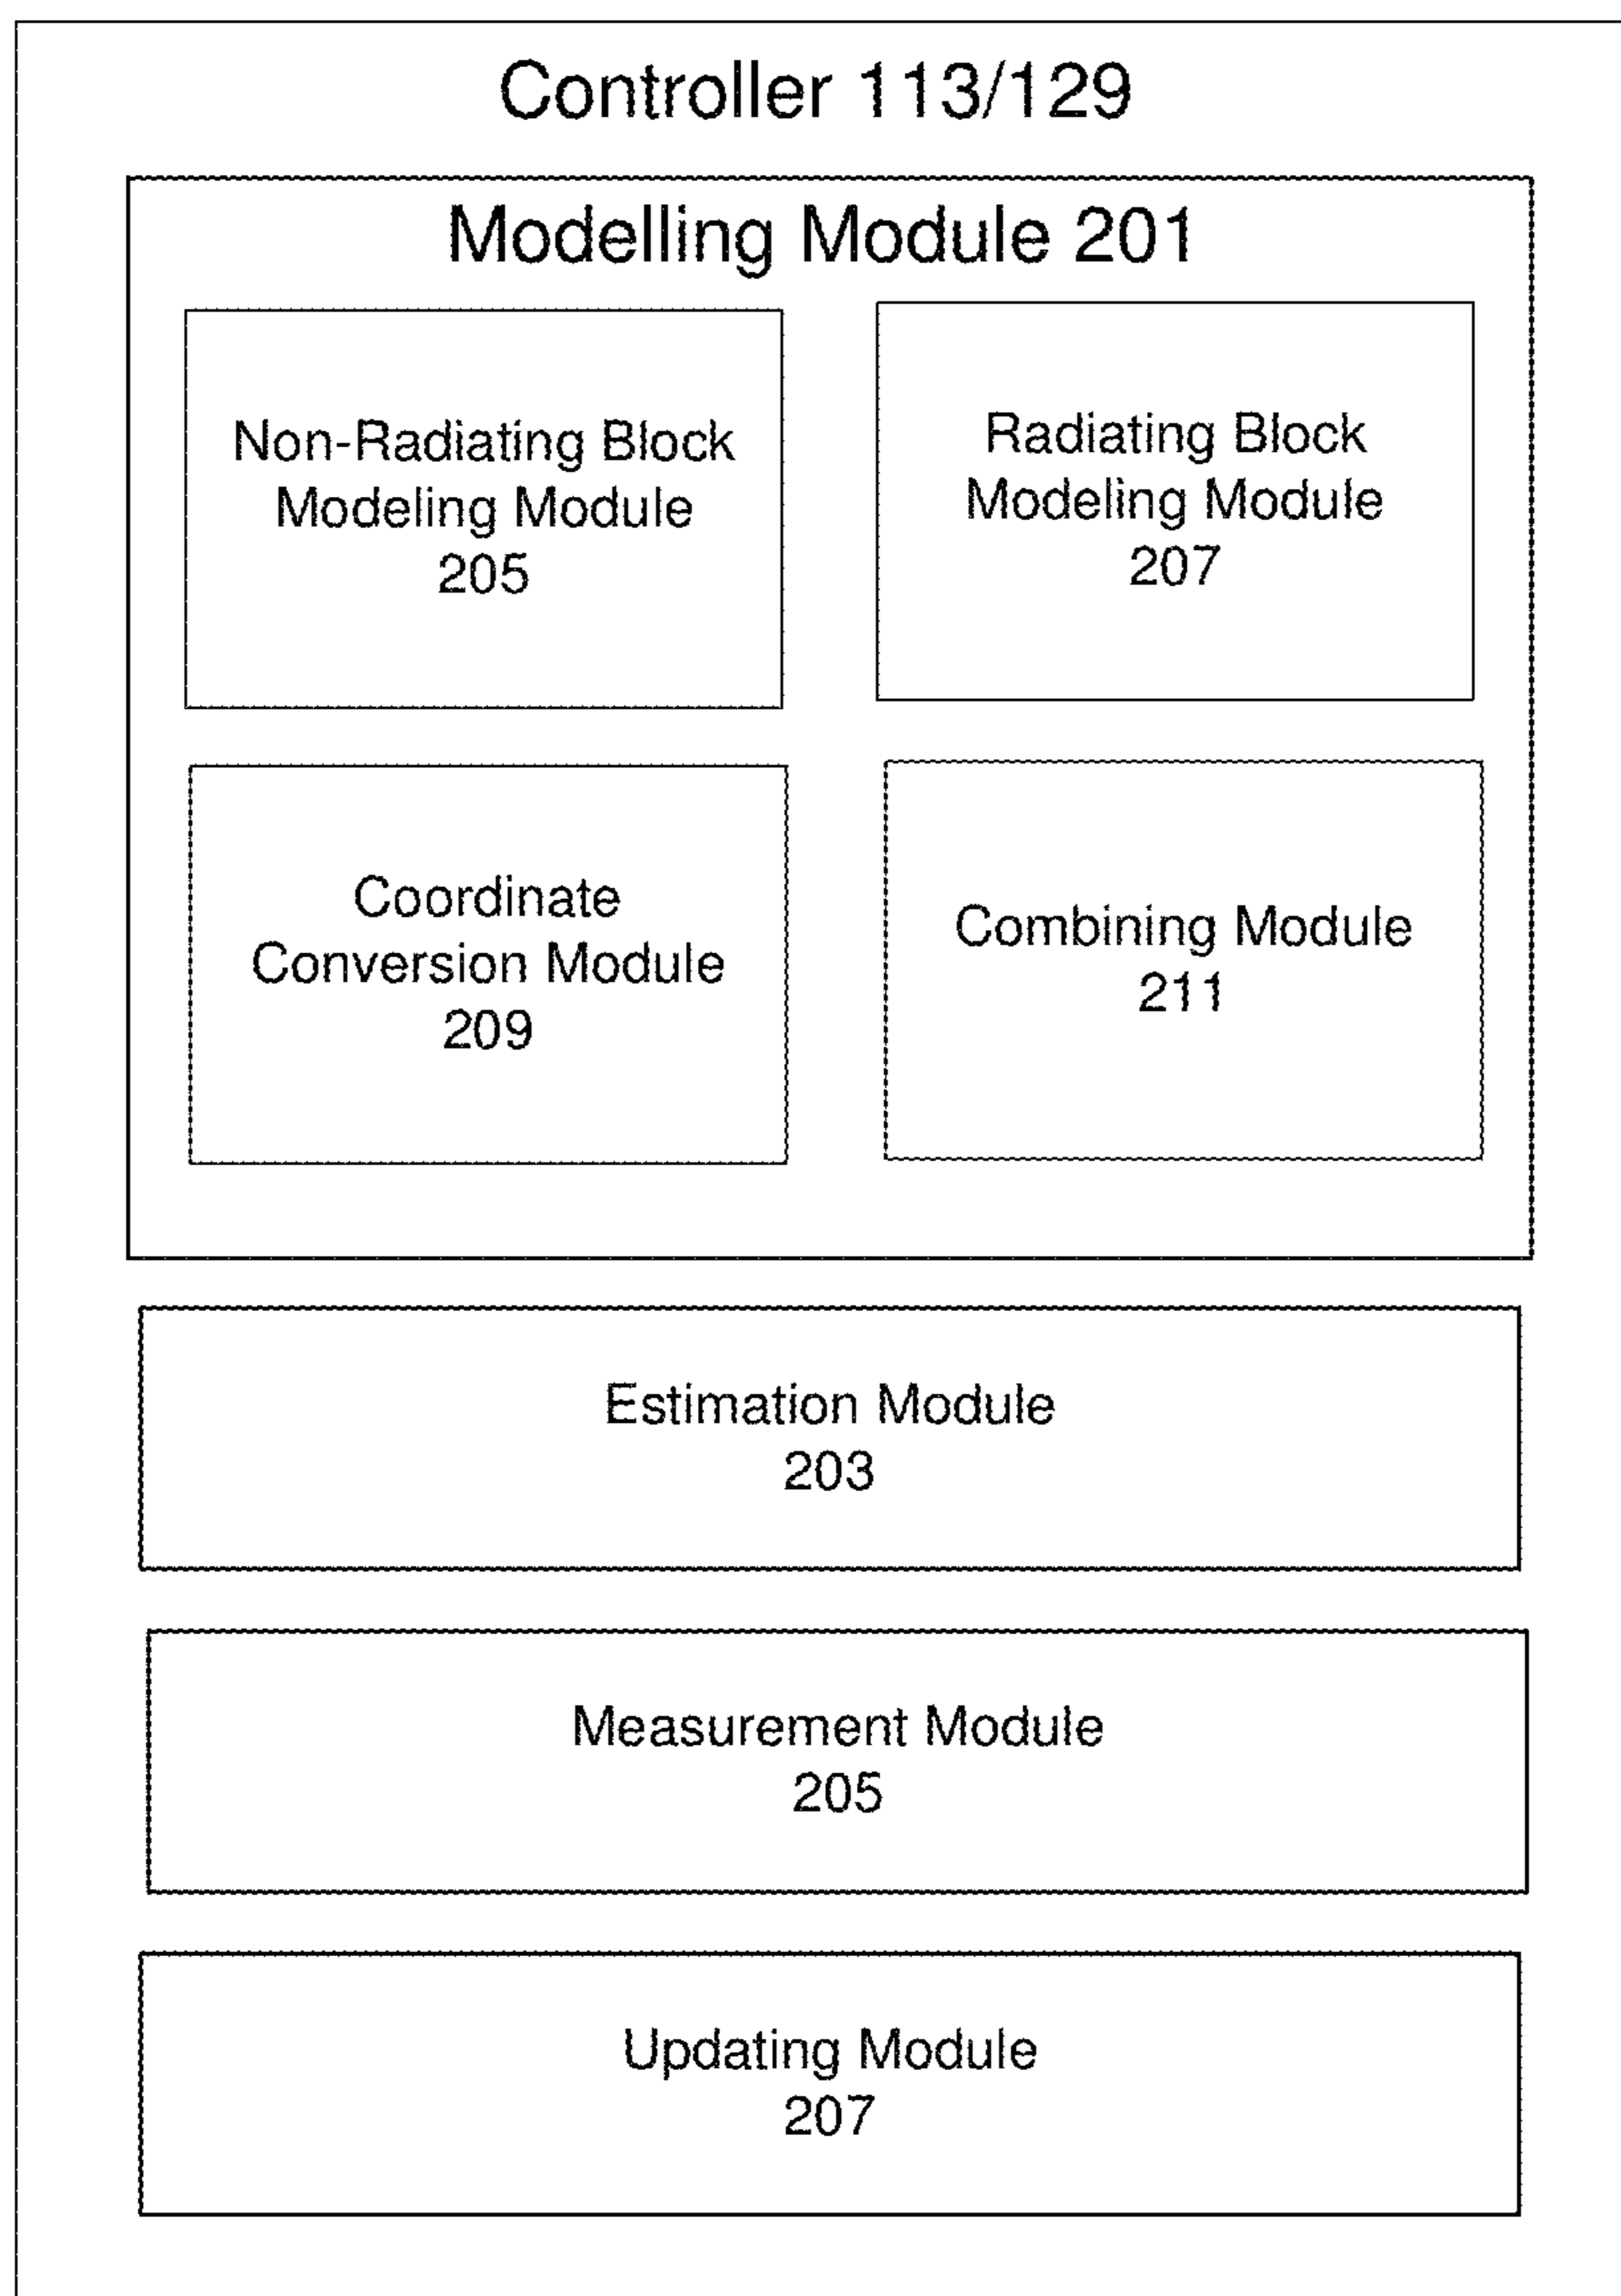 Controller 113/129
Modelling Module 201
Non-Radiating Block
Modeling Module
205
Radiating Block
Modeling Module
207
Coordinate
Conversion Module
209
Combining Module
211
Estimation Module
203
Measurement Module
205
Updating Module
207